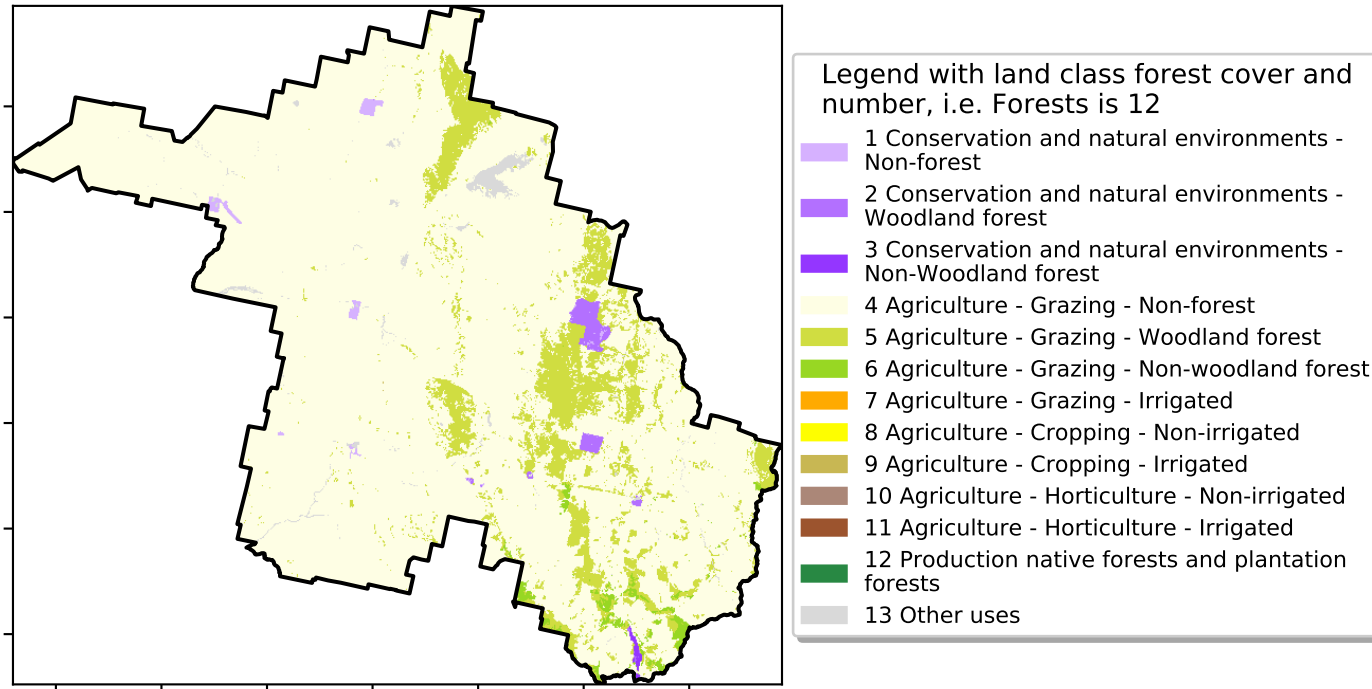 Legend with land class forest cover and
number, i.e. Forests is 12
1 Conservation and natural environments -
Non-forest
2 Conservation and natural environments -
Woodland forest
3 Conservation and natural environments -
Non-Woodland forest
4 Agriculture - Grazing - Non-forest
5 Agriculture - Grazing - Woodland forest
6 Agriculture - Grazing - Non-woodland forest
7 Agriculture - Grazing - Irrigated
8 Agriculture - Cropping - Non-irrigated
9 Agriculture - Cropping - Irrigated
10 Agriculture - Horticulture - Non-irrigated
11 Agriculture - Horticulture - Irrigated
12 Production native forests and plantation
forests
13 Other uses